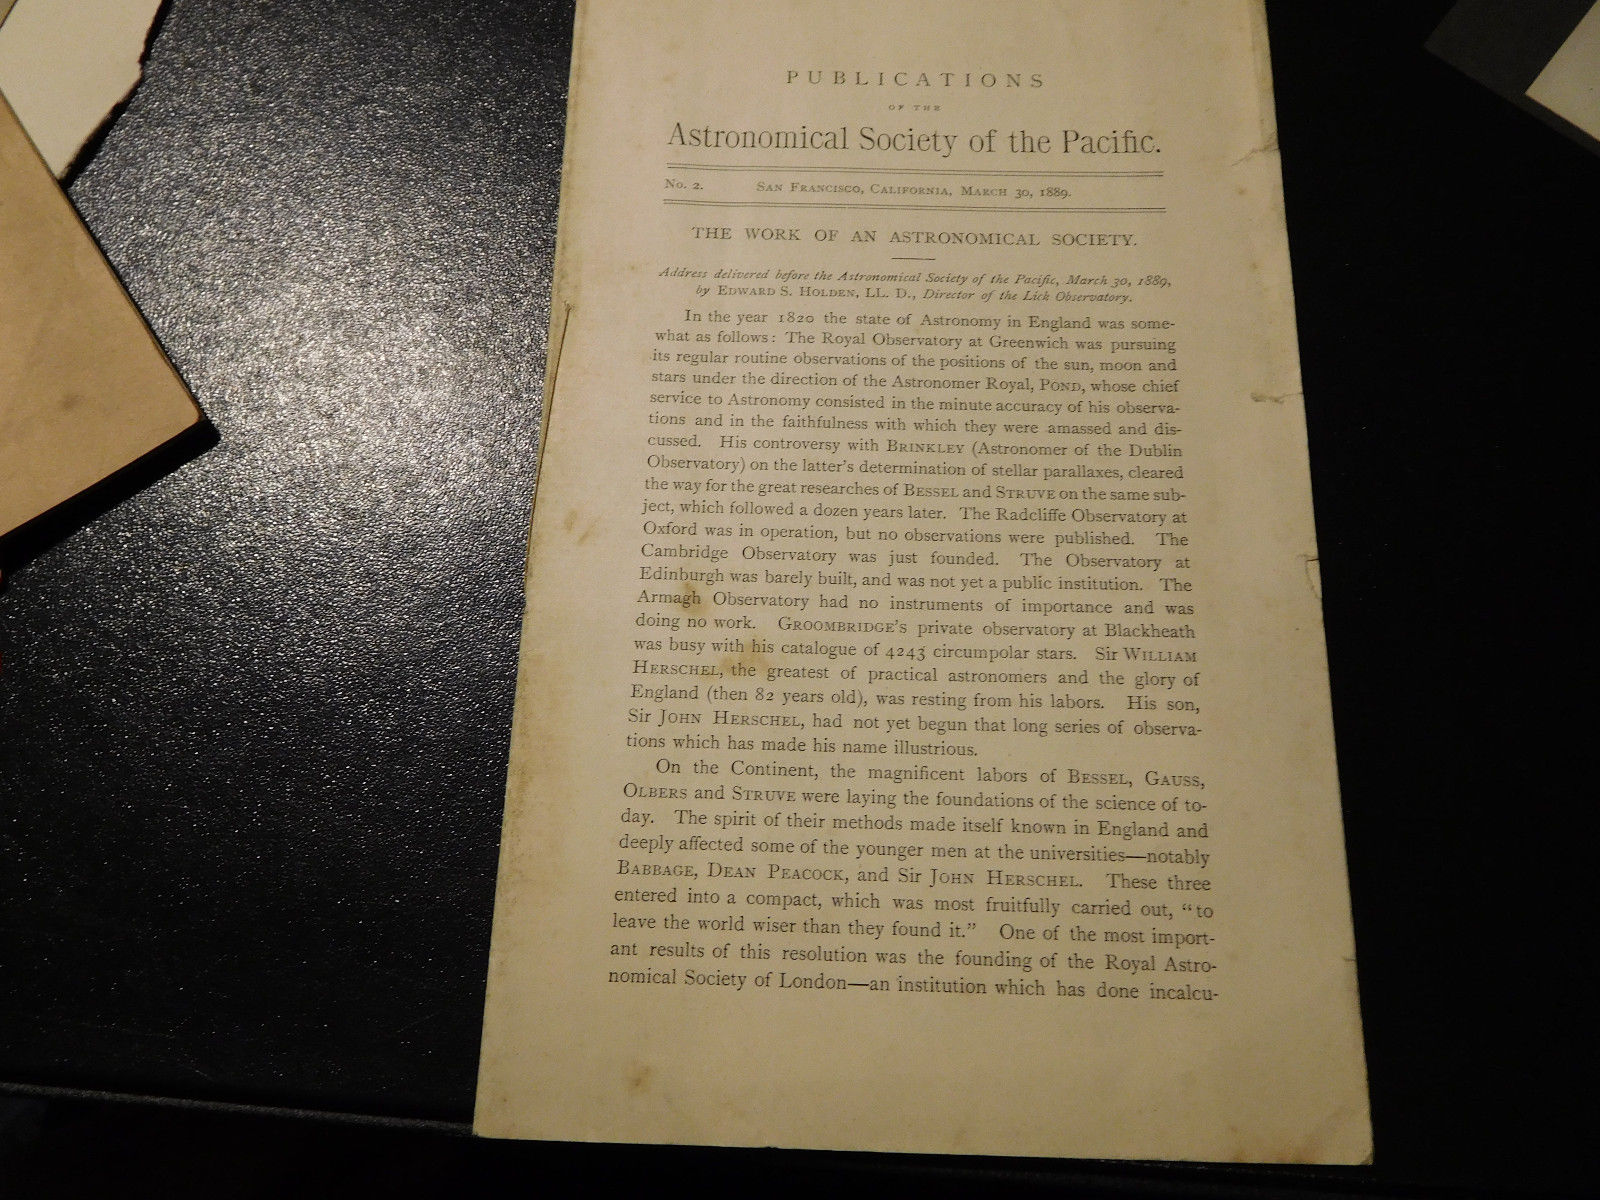 PUBLICATIONS
OF THE
Astronomical Society of the Pacific.
No. 2. SAN FRANCISCO, CALIFORNIA, MARCH 30, 1889.
THE WORK OF AN ASTRONOMICAL SOCIETY.
Address delivered before the Astronomical Society of the Pacific, March 30, 1889,
by EDWARD S. HOLDEN, LL. D., Director of the Lick Observatory.
In the year 1820 the state of Astronomy in England was some-
what as follows: The Royal Observatory at Greenwich was pursuing
its regular routine observations of the positions of the sun, moon and
stars under the direction of the Astronomer Royal, POND, whose chief
service to Astronomy consisted in the minute accuracy of his observa-
tions and in the faithfulness with which they were amassed and dis-
cussed. His controversy with BRINKLEY (Astronomer of the Dublin
Observatory) on the latter's determination of stellar parallaxes, cleared
the way for the great researches of BESSEL and STRUVE on the same sub-
ject, which followed a dozen years later. The Radcliffe Observatory at
Oxford was in operation, but no observations were published. The
Cambridge Observatory was just founded. The Observatory at
Edinburgh was barely built, and was not yet a public institution. The
Armagh Observatory had no instruments of importance and was
doing no work. GROOMBRIDGE'S private observatory at Blackheath
was busy with his catalogue of 4243 circumpolar stars. Sir WILLIAM
HERSCHEL, the greatest of practical astronomers and the glory of
England (then 82 years old), was resting from his labors. His son,
Sir JOHN HERSCHEL, had not yet begun that long series of observa-
tions which has made his name illustrious.
On the Continent, the magnificent labors of BESSEL, GAUSS,
OLBERS and STRUVE were laying the foundations of the science of to-
day. The spirit of their methods made itself known in England and
deeply affected some of the younger men at the universities—notably
BABBAGE, DEAN PEACOCK, and Sir JOHN HERSCHEL. These three
entered into a compact, which was most fruitfully carried out, "to
leave the world wiser than they found it." One of the most import-
ant results of this resolution was the founding of the Royal Astro-
nomical Society of London—an institution which has done incalcu-